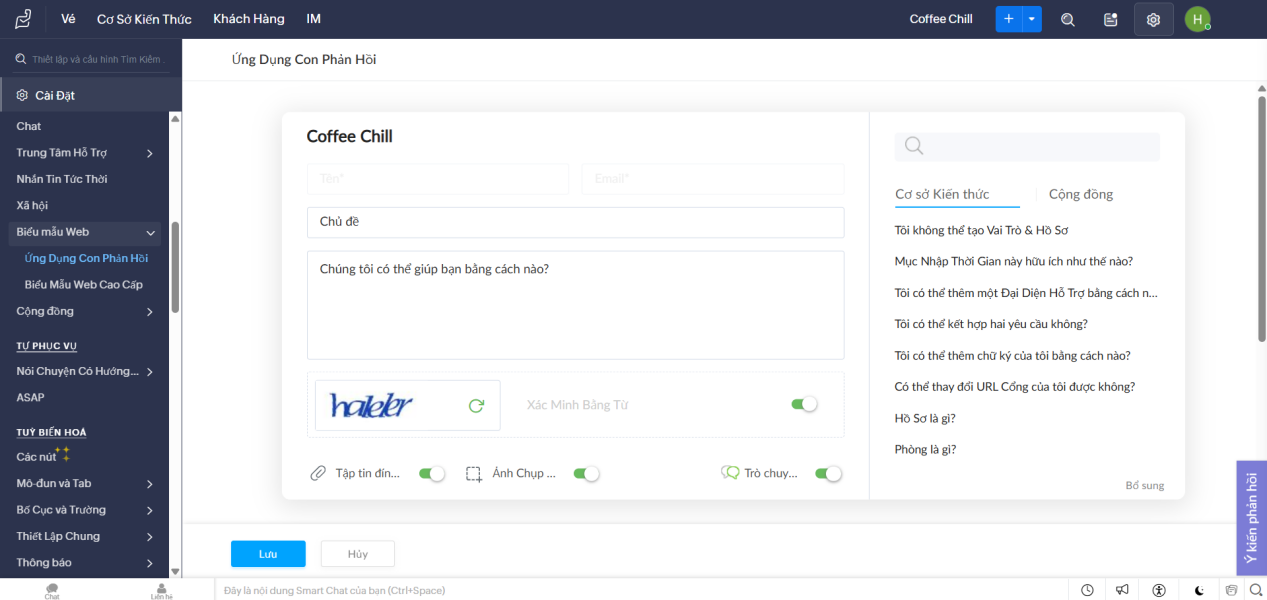 Vé Cơ Sở Kiến Thức Khách Hàng IM Coffee Chill H
Thiết lập và cấu hình Tìm Kiếm .
Cài Đặt
Chat
Trung Tâm Hỗ Trợ
Nhắn Tin Tức Thời
Xã hội
Biểu mẫu Web
Ứng Dụng Con Phản Hồi
Biểu Mẫu Web Cao Cấp
Cộng đồng
TỰ PHỤC VỤ
Nói Chuyện Có Hướng...
ASAP
TUỲ BIẾN HOÁ
Các nút
Mô-đun và Tab
Bố Cục và Trường
Thiết Lập Chung
Thông báo
Ứng Dụng Con Phản Hồi
Coffee Chill
Tên* Email*
Chủ đề
Chúng tôi có thể giúp bạn bằng cách nào?
Xác Minh Bằng Từ
Tập tin đín... Ảnh Chụp ... Trò chuy...
Cơ sở Kiến thức Cộng đồng
Tôi không thể tạo Vai Trò & Hồ Sơ
Mục Nhập Thời Gian này hữu ích như thế nào?
Tôi có thể thêm một Đại Diện Hỗ Trợ bằng cách n...
Tôi có thể kết hợp hai yêu cầu không?
Tôi có thể thêm chữ ký của tôi bằng cách nào?
Có thể thay đổi URL Cổng của tôi được không?
Hồ Sơ là gì?
Phòng là gì?
Bổ sung
Lưu Hủy
Ý kiến phản hồi
Chat Liên hệ Đây là nội dung Smart Chat của bạn (Ctrl+Space)